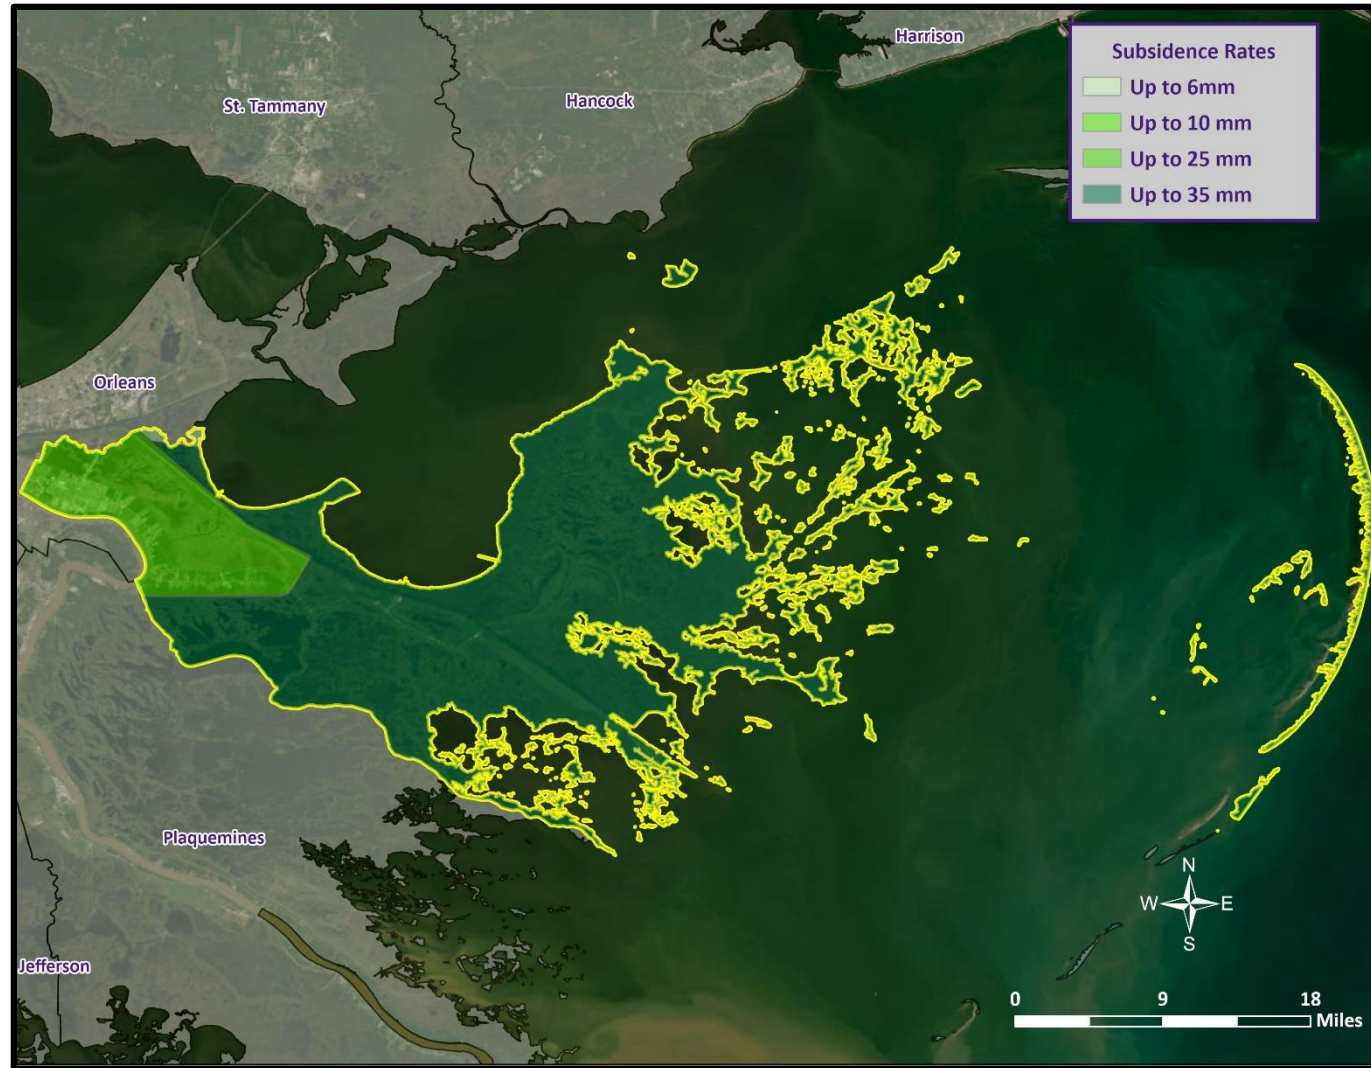 Harrison
St. Tammany
Hancock
Subsidence Rates
Up to 6mm
Up to 10 mm
Up to 25 mm
Up to 35 mm
Orleans
Plaquemines
Jefferson
N
W E
S
0 9 18
Miles